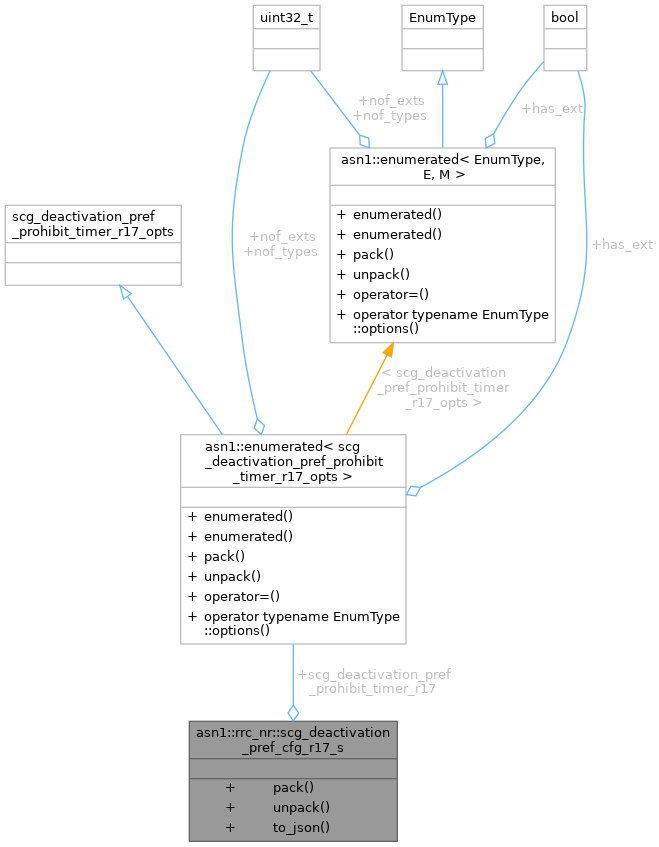 uint32_t
EnumType
bool
+nof_exts
+nof_types
+has_ext
asn1::enumerated< EnumType,
E, M >
+ enumerated()
+ enumerated()
+ pack()
+ unpack()
+ operator=()
+ operator typename EnumType
::options()
scg_deactivation_pref
_prohibit_timer_r17_opts
+nof_exts
+nof_types
+has_ext
< scg_deactivation
_pref_prohibit_timer
_r17_opts >
asn1::enumerated< scg
_deactivation_pref_prohibit
_timer_r17_opts >
+ enumerated()
+ enumerated()
+ pack()
+ unpack()
+ operator=()
+ operator typename EnumType
::options()
+scg_deactivation_pref
_prohibit_timer_r17
asn1::rrc_nr::scg_deactivation
_pref_cfg_r17_s
+ pack()
+ unpack()
+ to_json()